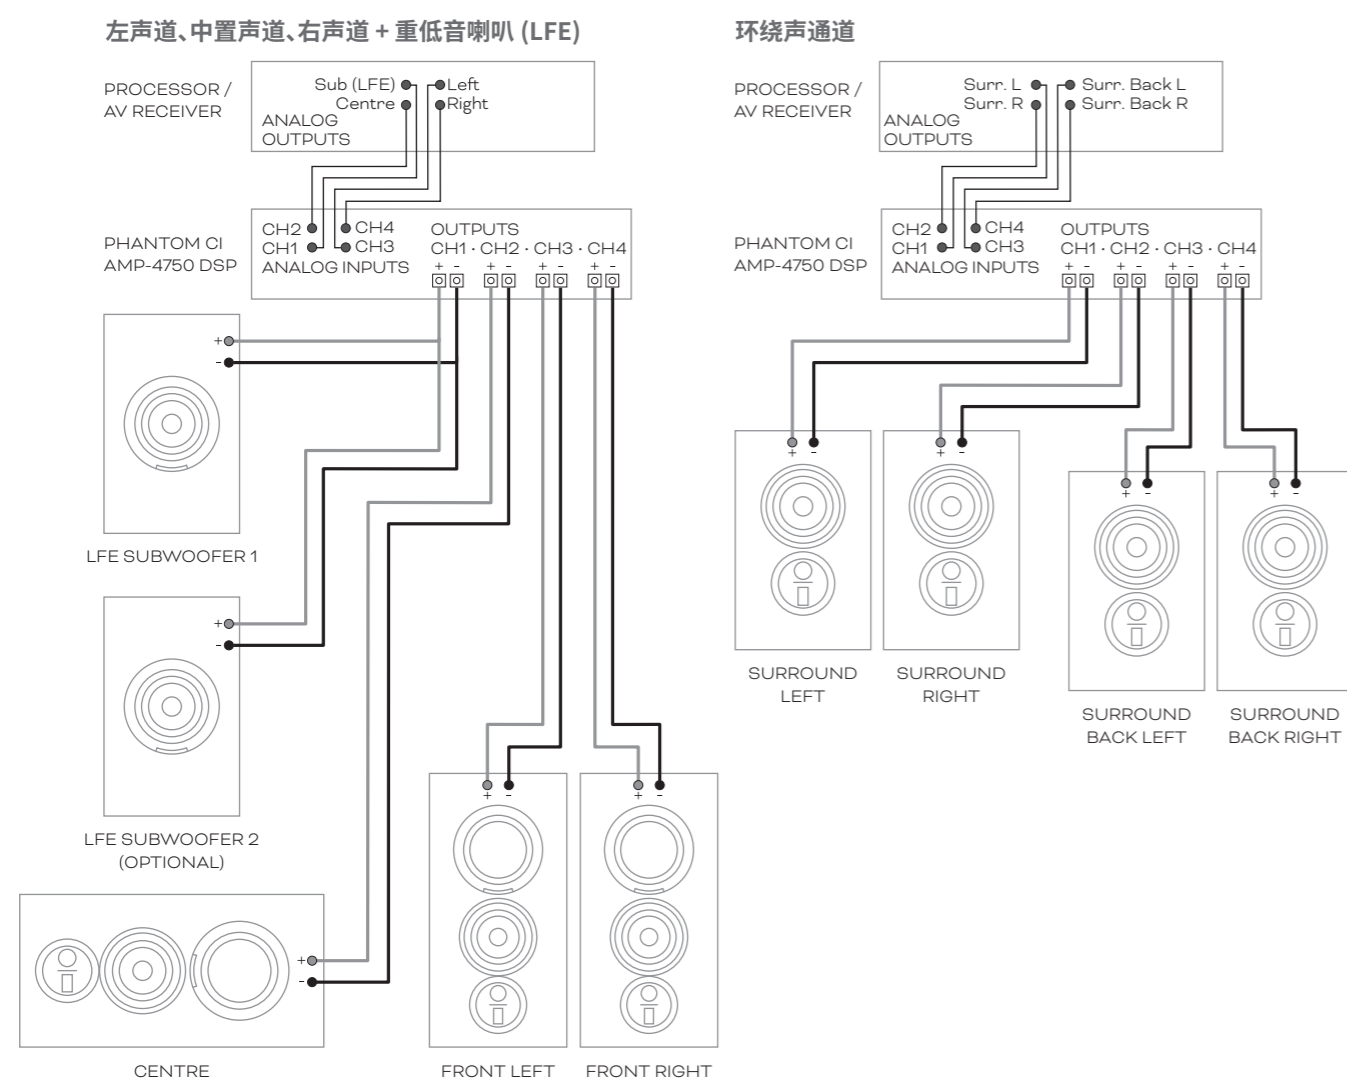 左声道、中置声道、右声道 + 重低音喇叭 (LFE)
PROCESSOR /
AV RECEIVER
Sub (LFE)
Left
Centre
Right
ANALOG
OUTPUTS
PHANTOM CI
AMP-4750 DSP
CH2
CH4
CH1
CH3
ANALOG INPUTS
OUTPUTS
CH1 · CH2 · CH3 · CH4
+ - + - + - + -
+
-
LFE SUBWOOFER 1
+
-
LFE SUBWOOFER 2
(OPTIONAL)
+
-
CENTRE
+ -
FRONT LEFT
+ -
FRONT RIGHT
环绕声通道
PROCESSOR /
AV RECEIVER
Surr. L
Surr. Back L
Surr. R
Surr. Back R
ANALOG
OUTPUTS
PHANTOM CI
AMP-4750 DSP
CH2
CH4
CH1
CH3
ANALOG INPUTS
OUTPUTS
CH1 · CH2 · CH3 · CH4
+ - + - + - + -
+ -
SURROUND
LEFT
+ -
SURROUND
RIGHT
+ -
SURROUND
BACK LEFT
+ -
SURROUND
BACK RIGHT